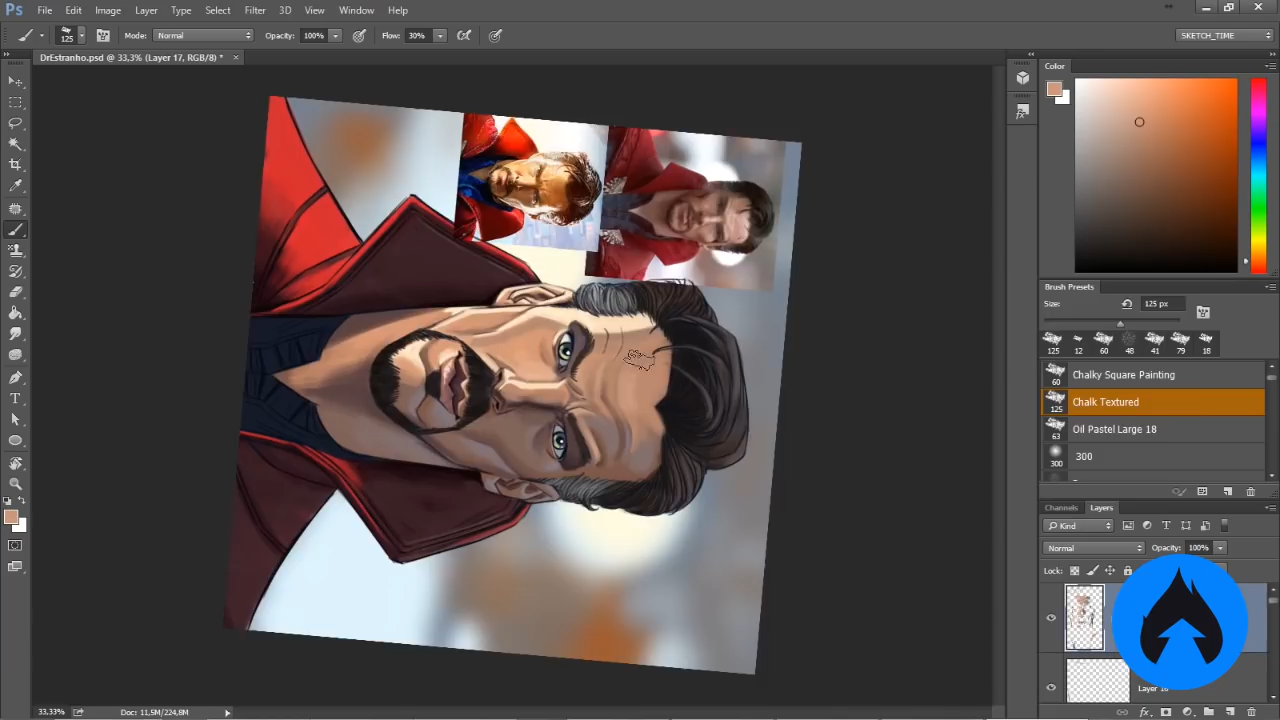 Ps File Edit Image Layer Type Select Filter 3D View Window Help
125 Mode: Normal Opacity: 100% Flow: 30% SKETCH_TIME
DrEstranho.psd @ 33,3% (Layer 17, RGB/8) * ×
Color
Brush Presets
Size: 125 px
125 12 60 48 41 79 18
60 Chalky Square Painting
125 Chalk Textured
63 Oil Pastel Large 18
300 300
Channels Layers
Kind
Normal Opacity: 100%
Lock:
Layer 16
33,33% Doc: 11,5M/224,8M